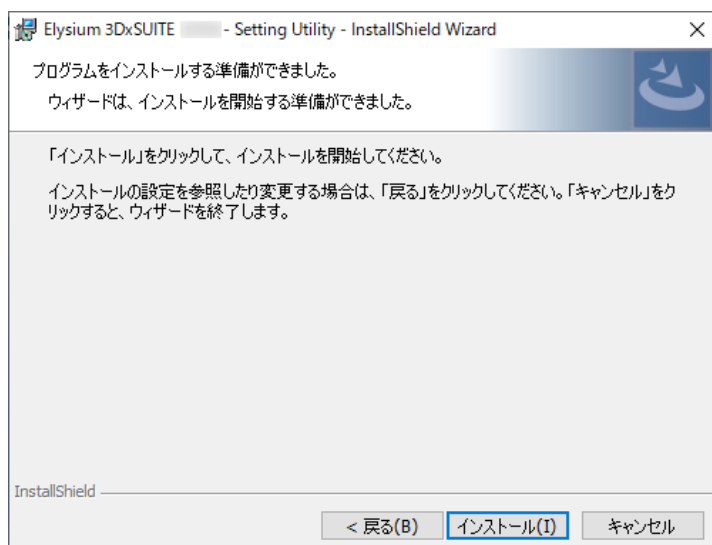 Elysium 3DxSUITE - Setting Utility - InstallShield Wizard
プログラムをインストールする準備ができました。
ウィザードは、インストールを開始する準備ができました。
「インストール」をクリックして、インストールを開始してください。
インストールの設定を参照したり変更する場合は、「戻る」をクリックしてください。「キャンセル」をク
リックすると、ウィザードを終了します。
InstallShield
< 戻る(B) インストール(I) キャンセル